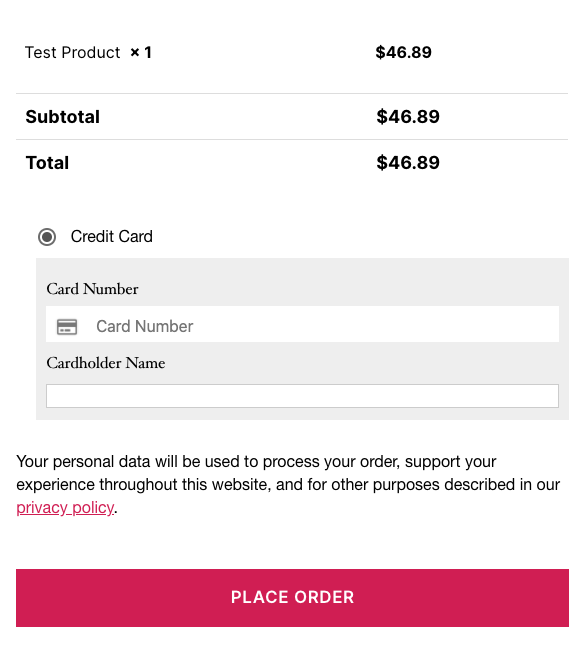 Test Product × 1 $46.89
Subtotal $46.89
Total $46.89
Credit Card
Card Number
Card Number
Cardholder Name
Your personal data will be used to process your order, support your
experience throughout this website, and for other purposes described in our
privacy policy.
PLACE ORDER